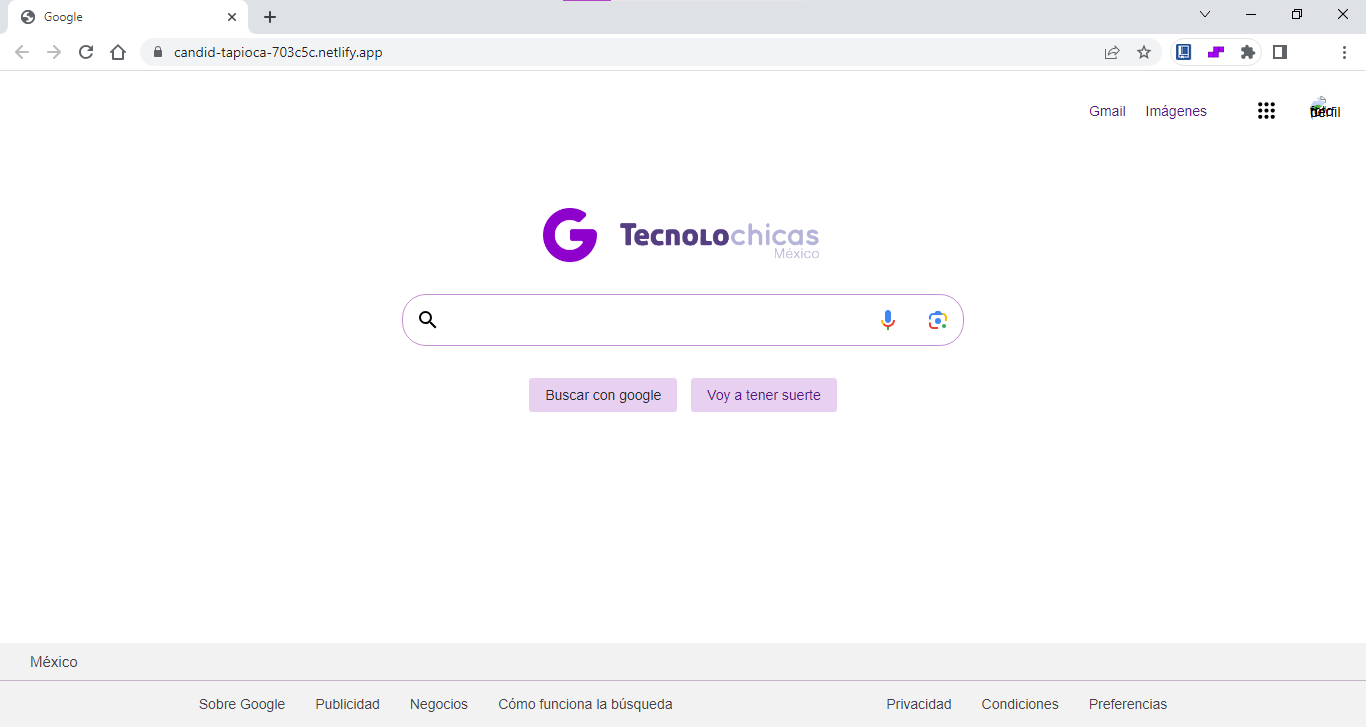 Google
candid-tapioca-703c5c.netlify.app
Gmail Imágenes
G Tecnolochicas
México
Buscar con google Voy a tener suerte
México
Sobre Google Publicidad Negocios Cómo funciona la búsqueda Privacidad Condiciones Preferencias